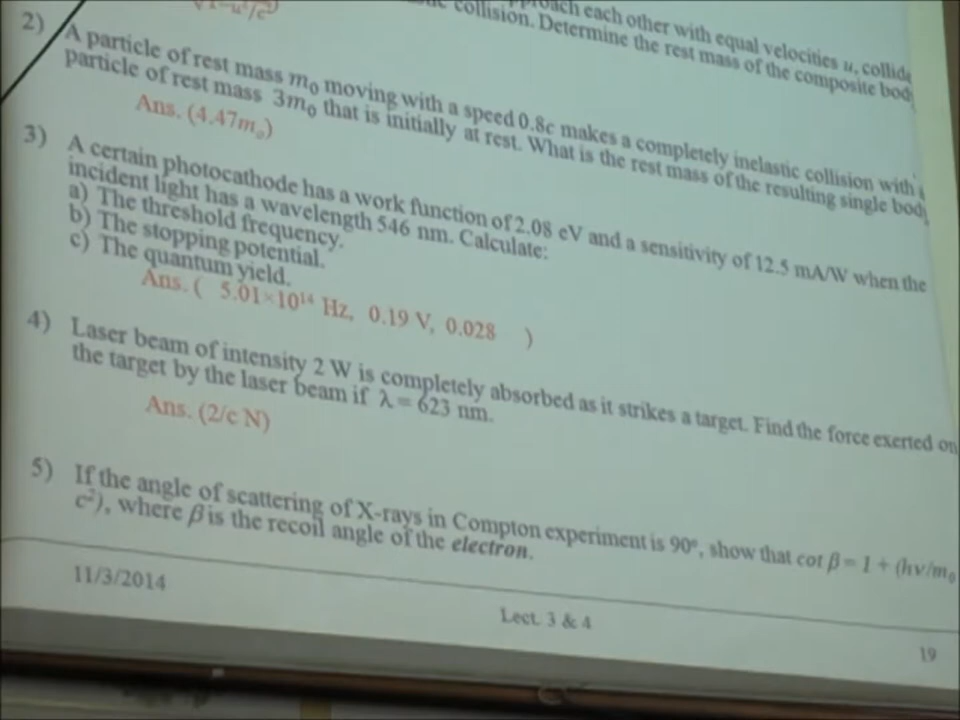 each other with equal velocities u, collide
collision. Determine the rest mass of the composite body
2) A particle of rest mass m₀ moving with a speed 0.8c makes a completely inelastic collision with a
particle of rest mass 3m₀ that is initially at rest. What is the rest mass of the resulting single body
Ans. (4.47m₀)
3) A certain photocathode has a work function of 2.08 eV and a sensitivity of 12.5 mA/W when the
incident light has a wavelength 546 nm. Calculate:
a) The threshold frequency.
b) The stopping potential.
c) The quantum yield.
Ans. ( 5.01×10¹⁴ Hz, 0.19 V, 0.028 )
4) Laser beam of intensity 2 W is completely absorbed as it strikes a target. Find the force exerted on
the target by the laser beam if λ = 623 nm.
Ans. (2/c N)
5) If the angle of scattering of X-rays in Compton experiment is 90°, show that cot β = 1 + (hν/m₀
c²), where β is the recoil angle of the electron.
11/3/2014
Lect. 3 & 4
19